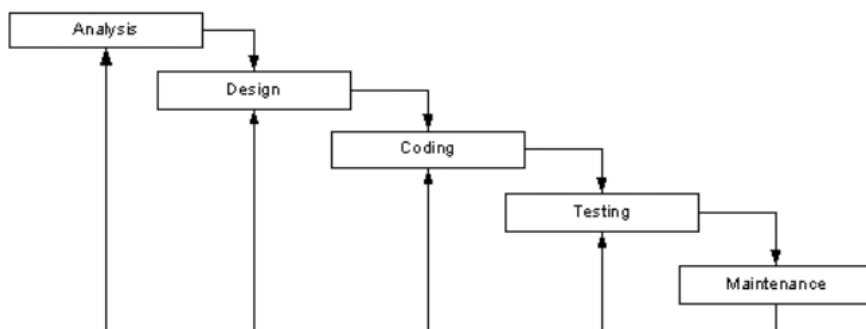 Analysis
Design
Coding
Testing
Maintenance